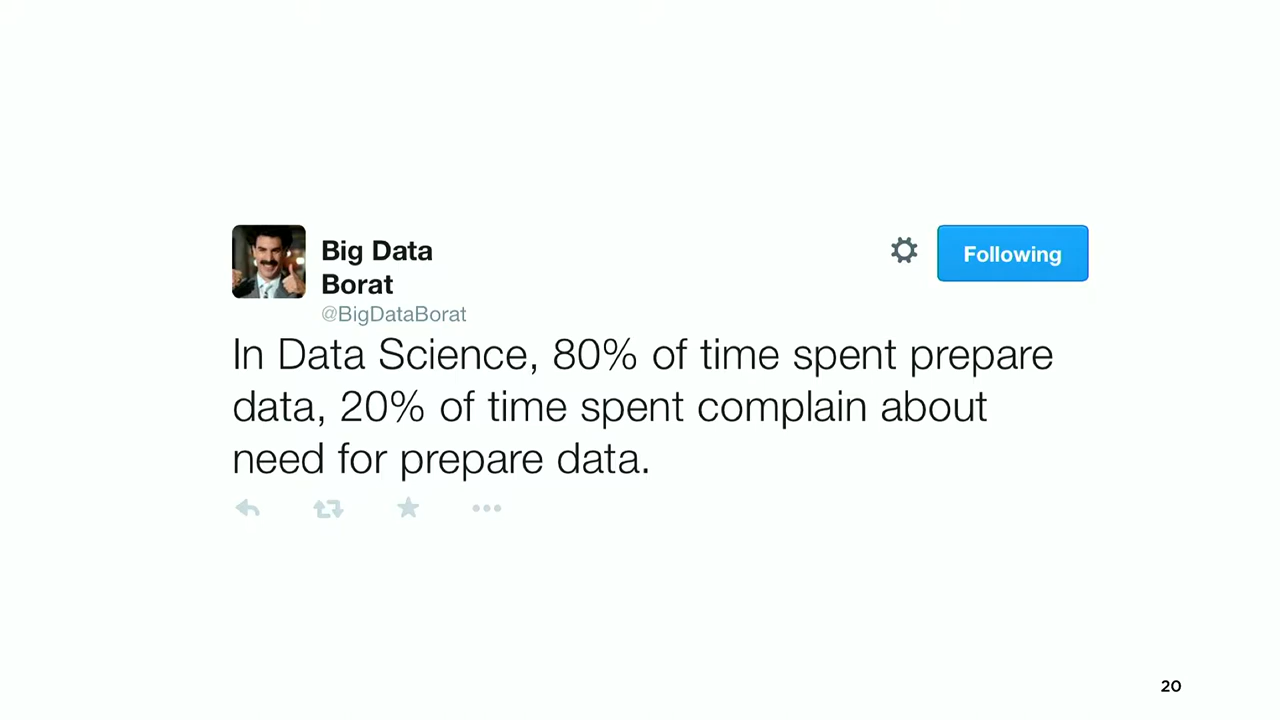 Big Data
Borat
Following
@BigDataBorat
In Data Science, 80% of time spent prepare
data, 20% of time spent complain about
need for prepare data.
20